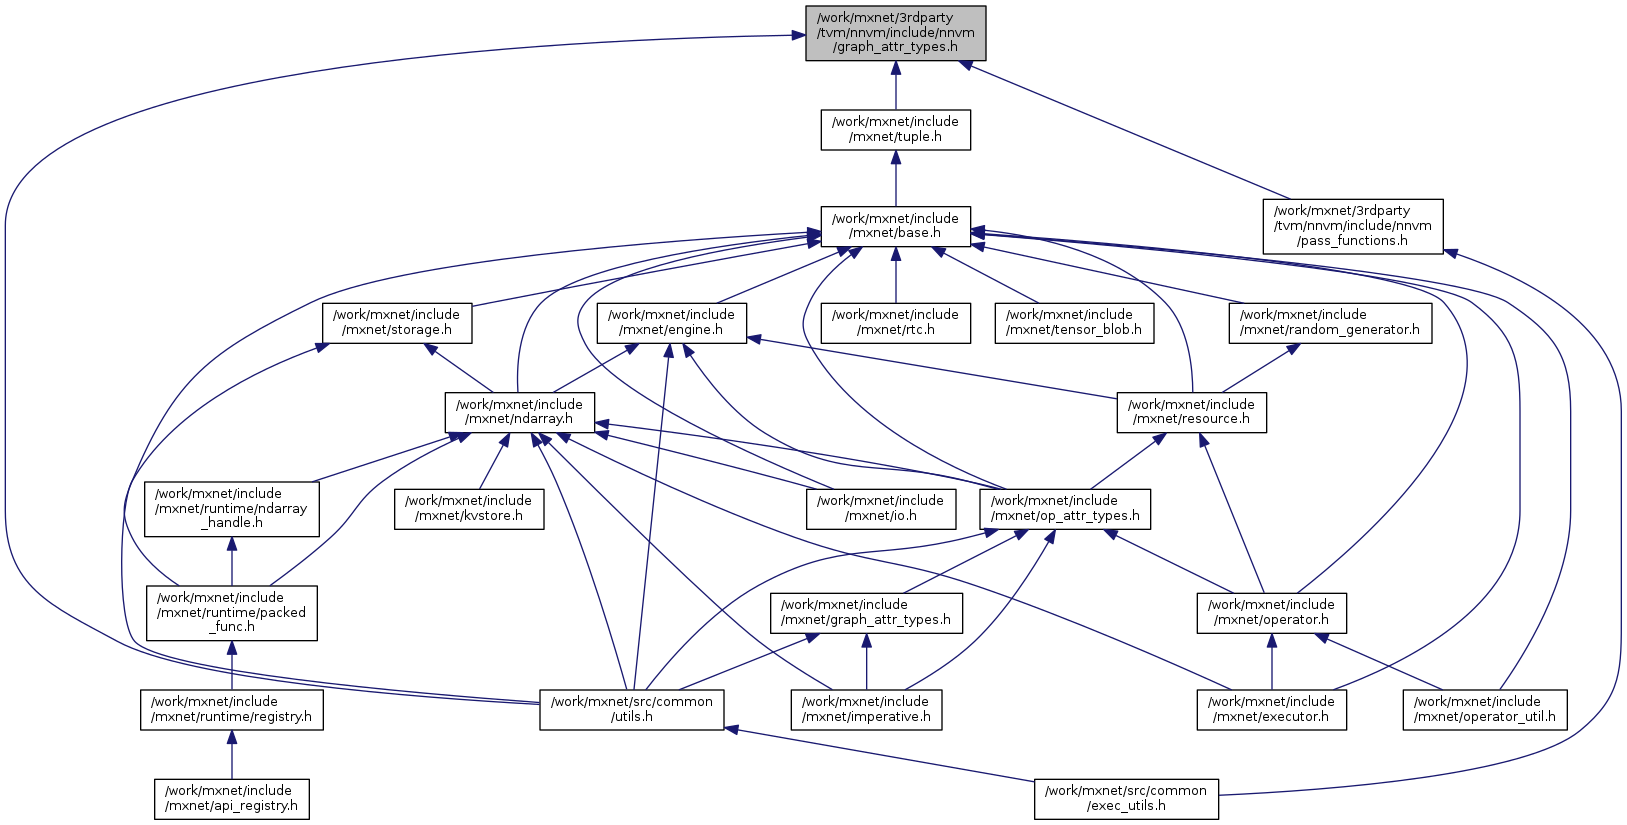 /work/mxnet/3rdparty
/tvm/nnvm/include/nnvm
/graph_attr_types.h
/work/mxnet/include
/mxnet/tuple.h
/work/mxnet/3rdparty
/tvm/nnvm/include/nnvm
/pass_functions.h
/work/mxnet/include
/mxnet/base.h
/work/mxnet/include
/mxnet/storage.h
/work/mxnet/include
/mxnet/engine.h
/work/mxnet/include
/mxnet/rtc.h
/work/mxnet/include
/mxnet/tensor_blob.h
/work/mxnet/include
/mxnet/random_generator.h
/work/mxnet/include
/mxnet/ndarray.h
/work/mxnet/include
/mxnet/resource.h
/work/mxnet/include
/mxnet/runtime/ndarray
_handle.h
/work/mxnet/include
/mxnet/kvstore.h
/work/mxnet/include
/mxnet/io.h
/work/mxnet/include
/mxnet/op_attr_types.h
/work/mxnet/include
/mxnet/runtime/packed
_func.h
/work/mxnet/include
/mxnet/graph_attr_types.h
/work/mxnet/include
/mxnet/operator.h
/work/mxnet/include
/mxnet/runtime/registry.h
/work/mxnet/src/common
/utils.h
/work/mxnet/include
/mxnet/imperative.h
/work/mxnet/include
/mxnet/executor.h
/work/mxnet/include
/mxnet/operator_util.h
/work/mxnet/include
/mxnet/api_registry.h
/work/mxnet/src/common
/exec_utils.h